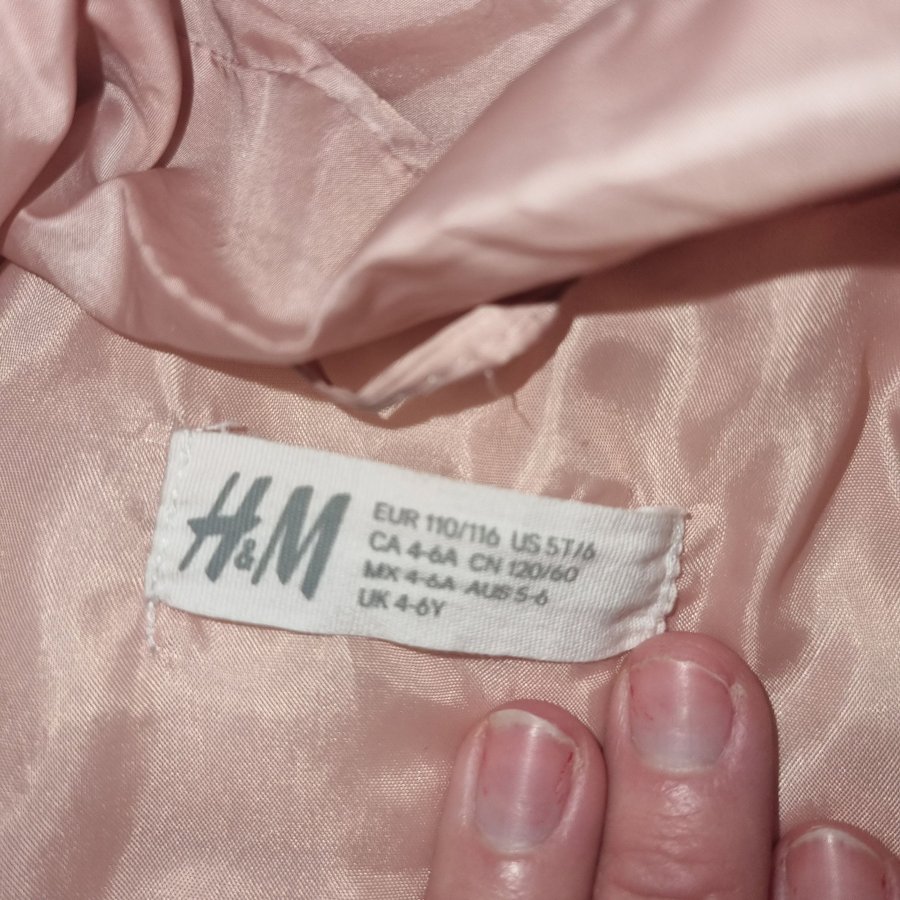 H&M
EUR 110/116 US 5T/6
CA 4-6A CN 120/60
MX 4-6A AUS 5-6
UK 4-6Y